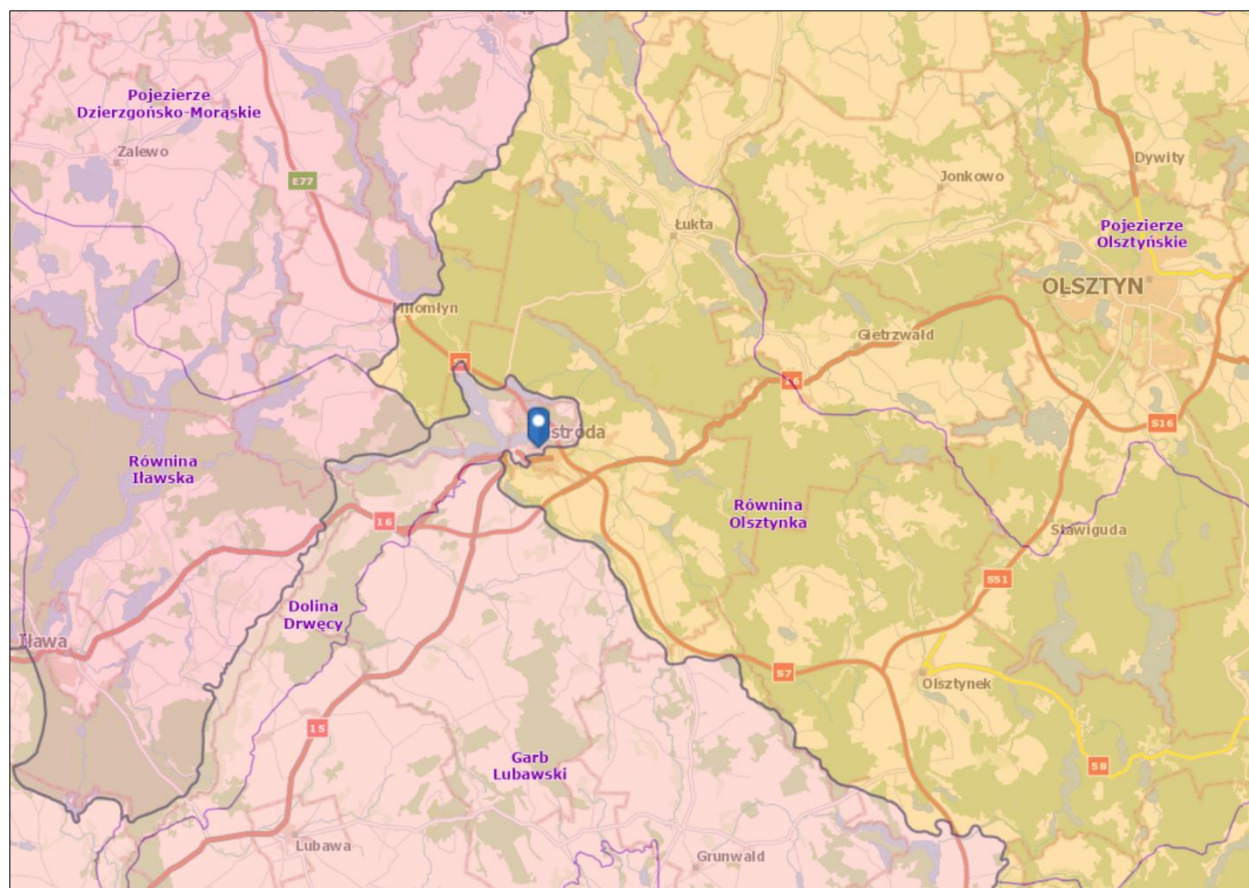 Pojezierze
Dzierzgońsko-Morąskie
Zalewo
E77
Dywity
Jonkowo
Łukta
Pojezierze
Olsztyńskie
OLSZTYN
Miłomłyn
Gietrzwałd
S16
Równina
Iławska
Równina
Olsztynka
16
Stawiguda
S51
Dolina
Drwęcy
Iława
S7
Olsztynek
15
Garb
Lubawski
58
Lubawa
Grunwald